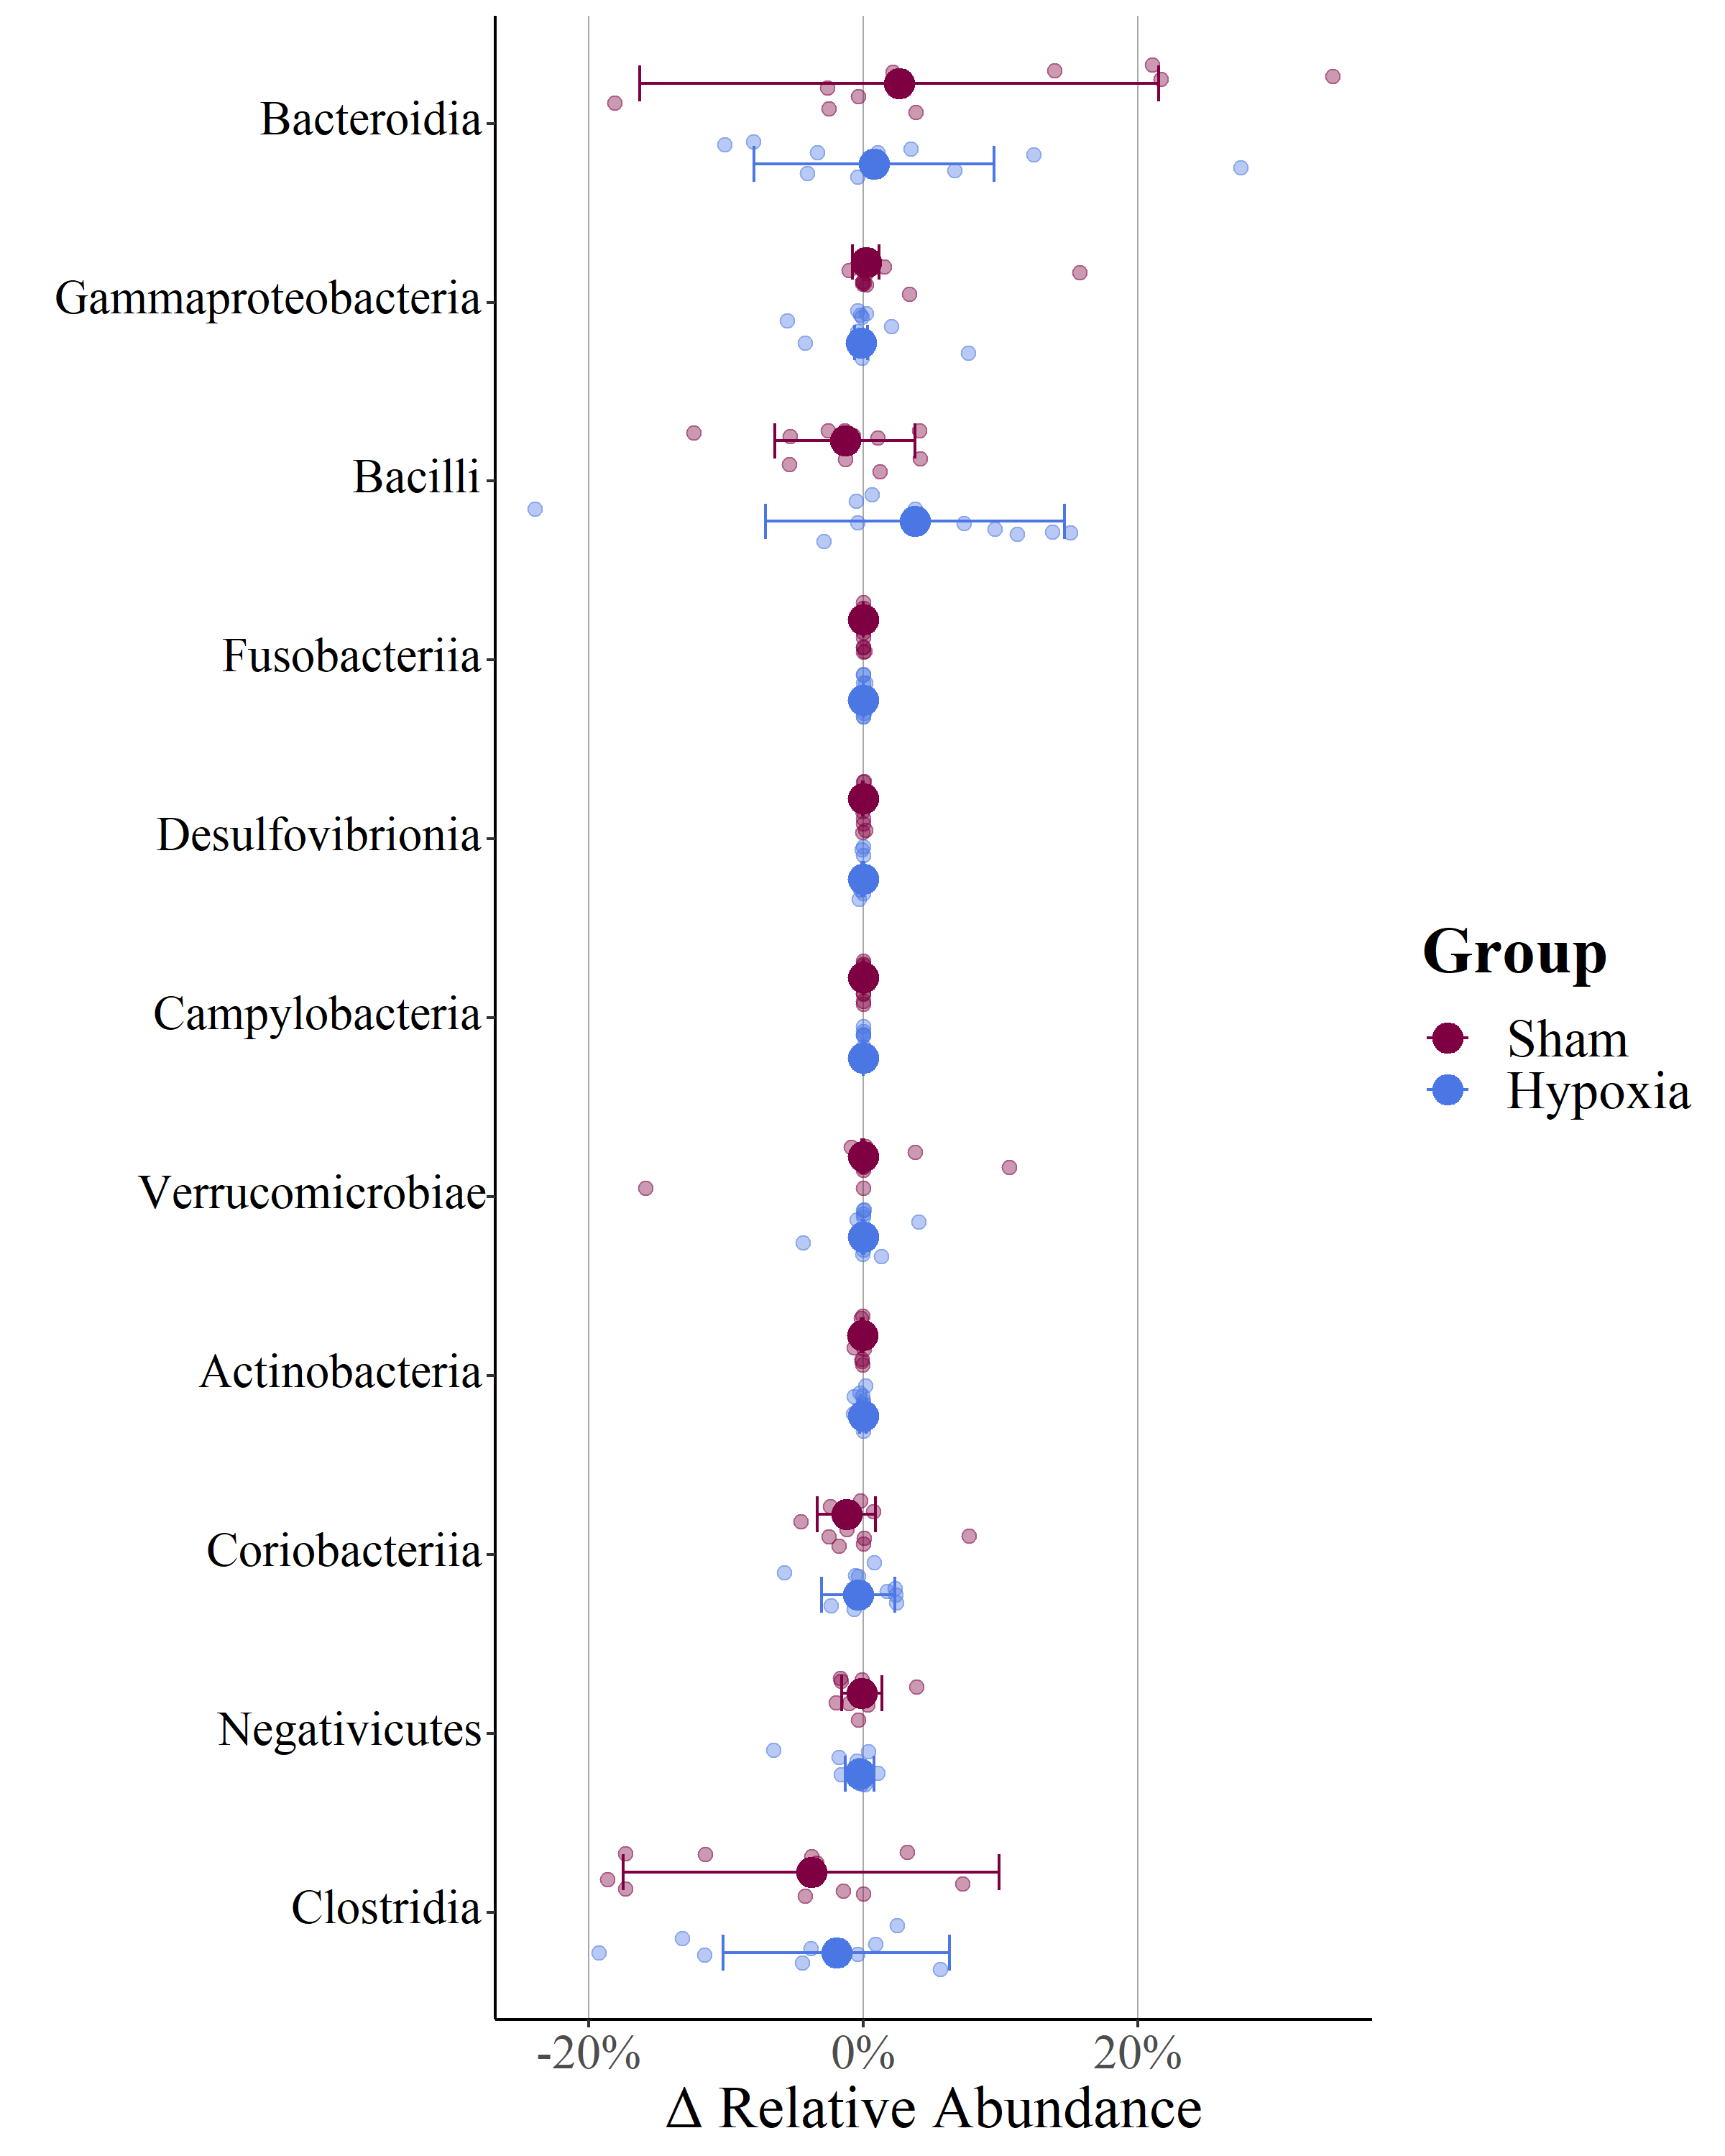 Bacteroidia
Gammaproteobacteria
Bacilli
Fusobacteriia
Desulfovibrionia
Campylobacteria
Verrucomicrobiae
Actinobacteria
Coriobacteriia
Negativicutes
Clostridia
-20% 0% 20%
Δ Relative Abundance
Group
Sham
Hypoxia